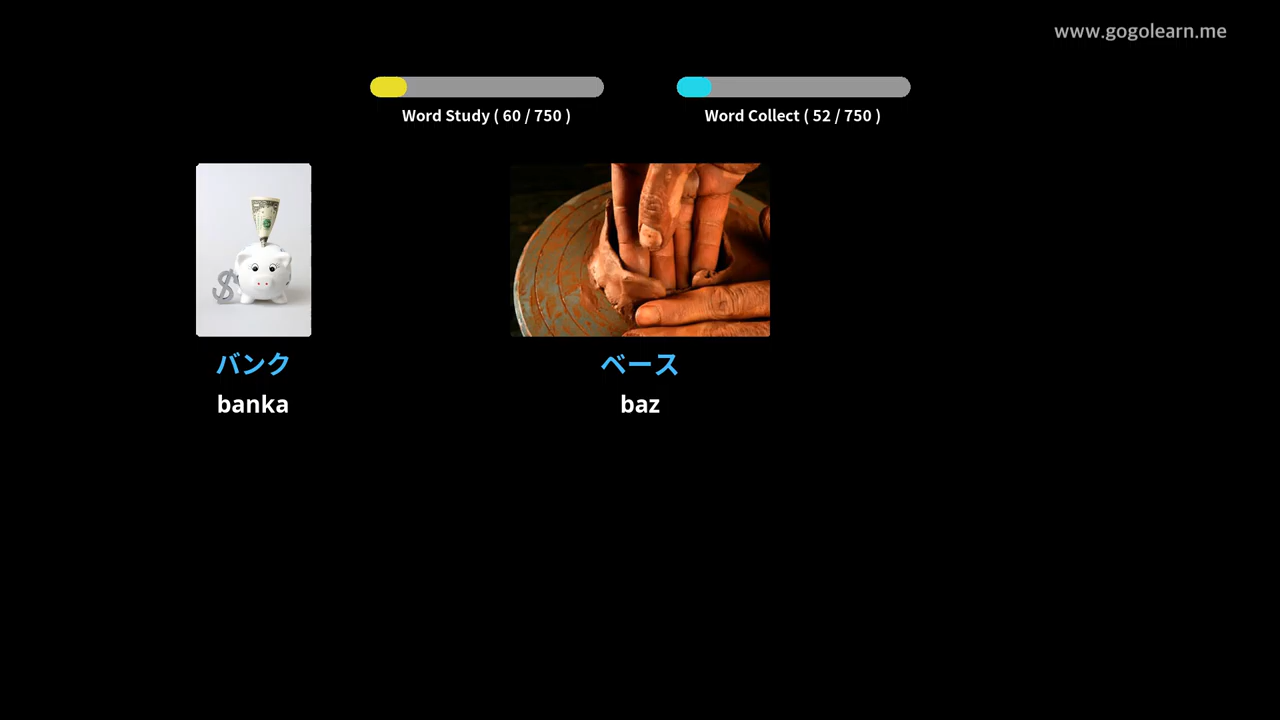 www.gogolearn.me
Word Study ( 60 / 750 )
Word Collect ( 52 / 750 )
バンク
banka
ベース
baz